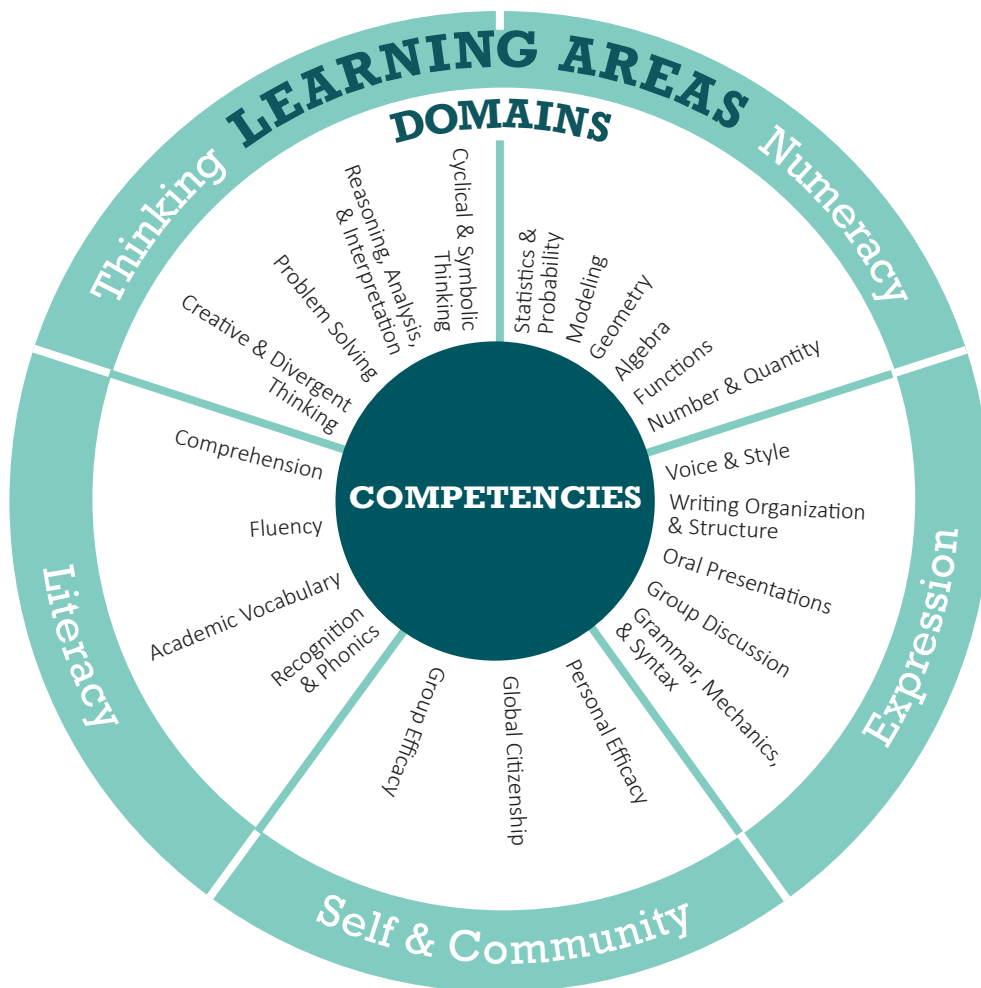 LEARNING AREAS
DOMAINS
COMPETENCIES
Thinking
Cyclical & Symbolic
Thinking
Reasoning, Analysis,
& Interpretation
Problem Solving
Creative & Divergent
Thinking
Numeracy
Statistics &
Probability
Modeling
Geometry
Algebra
Functions
Number & Quantity
Expression
Voice & Style
Writing Organization
& Structure
Oral Presentations
Group Discussion
Grammar, Mechanics,
& Syntax
Self & Community
Personal Efficacy
Global Citizenship
Group Efficacy
Literacy
Recognition
& Phonics
Academic Vocabulary
Fluency
Comprehension